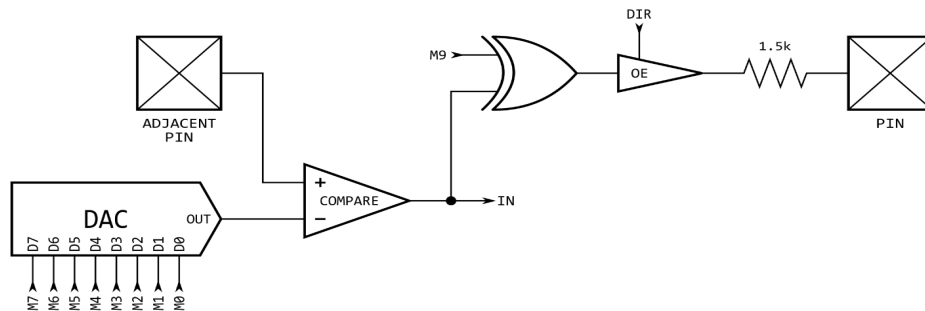 DIR
M9
1.5k
OE
ADJACENT
PIN
PIN
+
COMPARE
−
IN
DAC
OUT
D7
D6
D5
D4
D3
D2
D1
D0
M7
M6
M5
M4
M3
M2
M1
M0